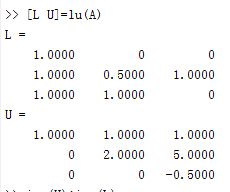 >> [L U]=lu(A)
L =
1.0000 0 0
1.0000 0.5000 1.0000
1.0000 1.0000 0
U =
1.0000 1.0000 1.0000
0 2.0000 5.0000
0 0 -0.5000